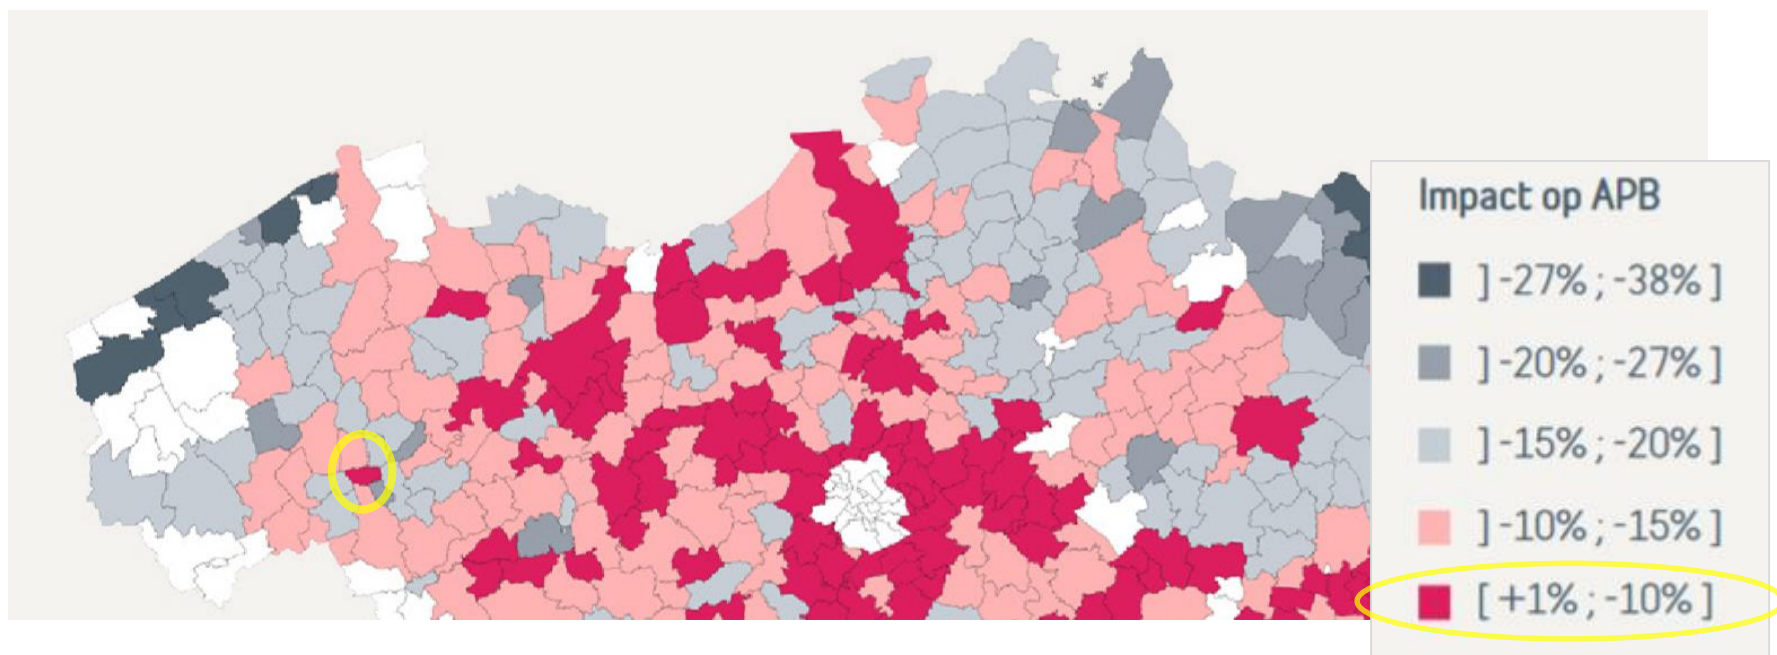 Impact op APB
] -27% ; -38% ]
] -20% ; -27% ]
] -15% ; -20% ]
] -10% ; -15% ]
[ +1% ; -10% ]